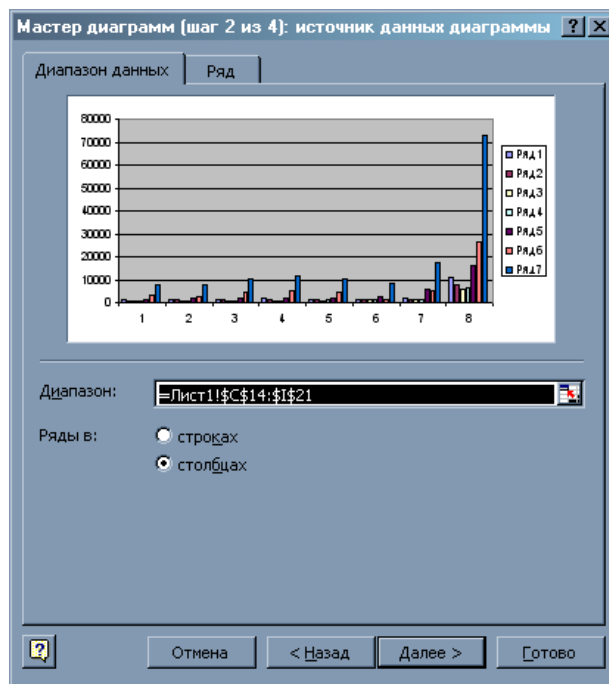 Мастер диаграмм (шаг 2 из 4): источник данных диаграммы
Диапазон данных Ряд
80000
70000
60000
50000
40000
30000
20000
10000
0
1 2 3 4 5 6 7 8
Ряд1
Ряд2
Ряд3
Ряд4
Ряд5
Ряд6
Ряд7
Диапазон: =Лист1!$C$14:$I$21
Ряды в: строках
столбцах
Отмена < Назад Далее > Готово